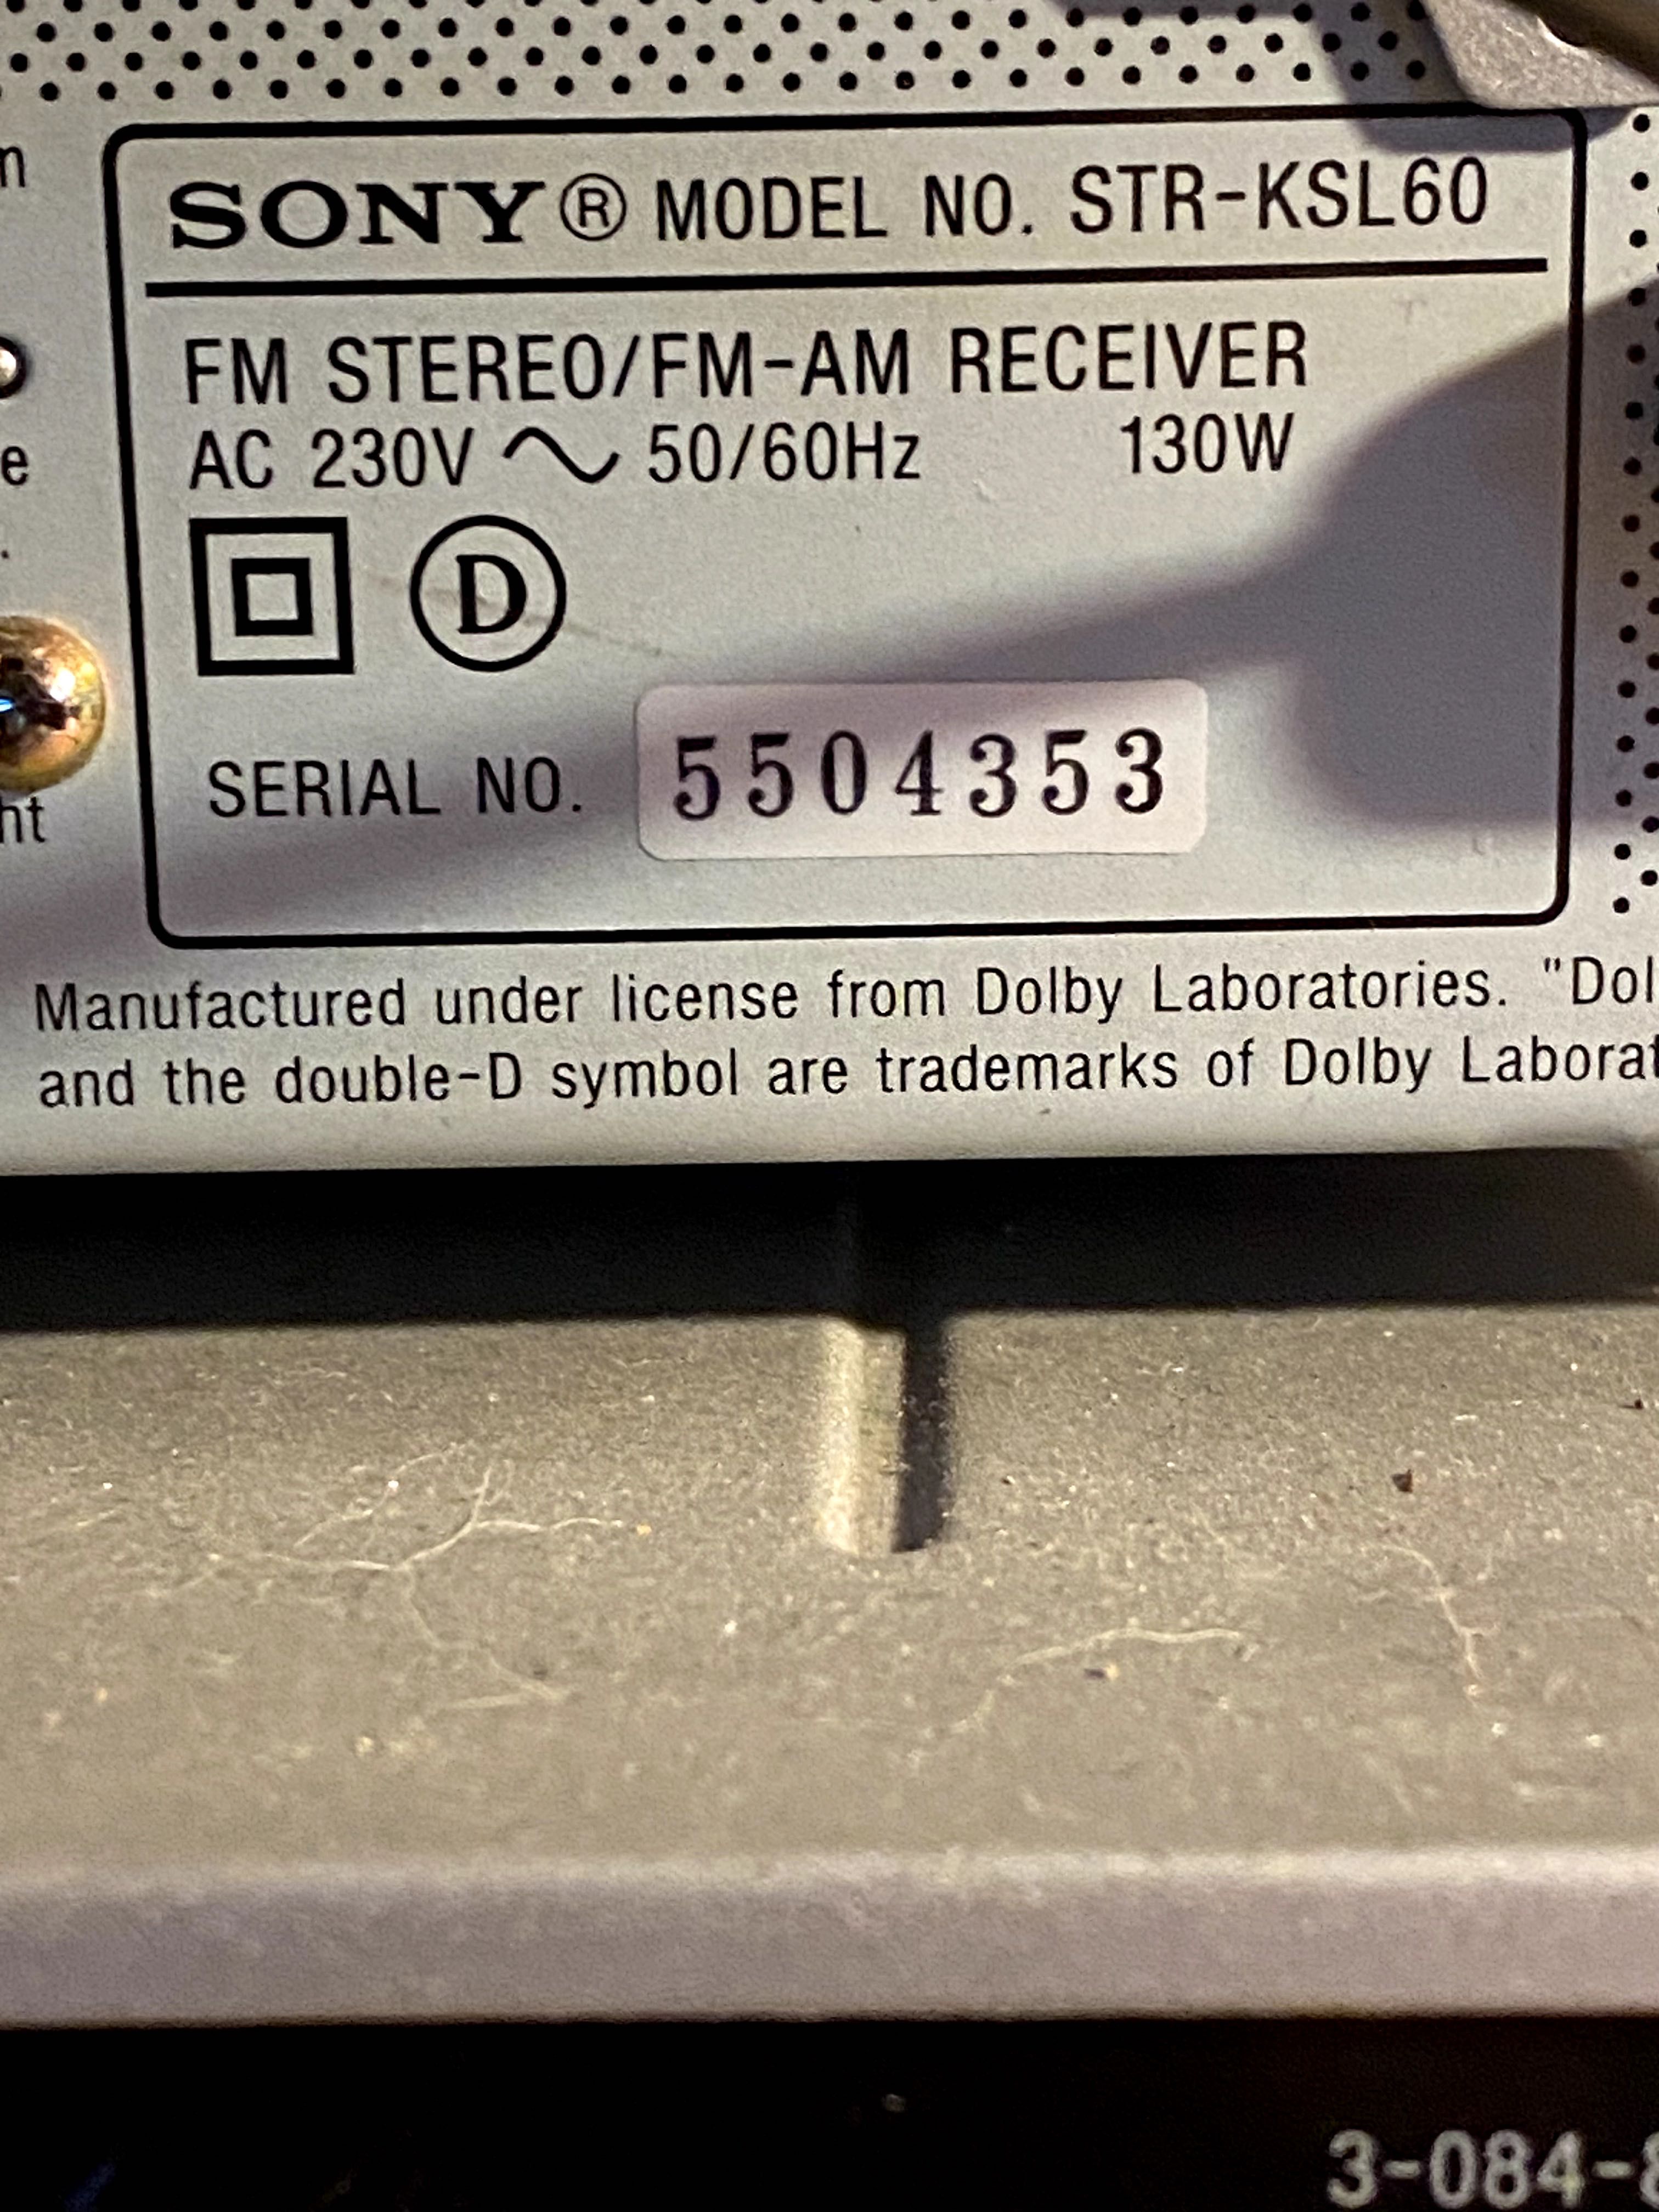 SONY® MODEL NO. STR-KSL60
FM STEREO/FM-AM RECEIVER
AC 230V ~ 50/60Hz 130W
D
SERIAL NO. 5504353
Manufactured under license from Dolby Laboratories. "Dol
and the double-D symbol are trademarks of Dolby Laborat
3-084-8